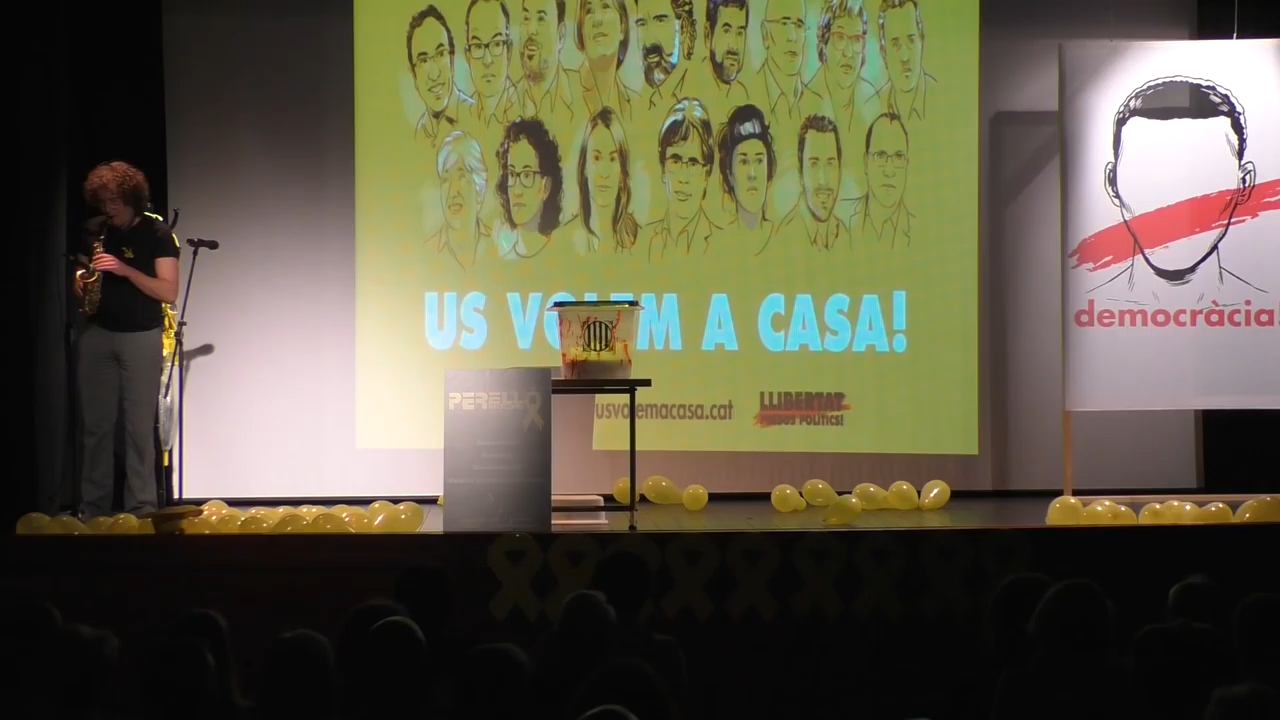 US VOLEM A CASA!
democràcia
PERELLÓ
usvolemacasa.cat
LLIBERTAT
PRESOS POLÍTICS!